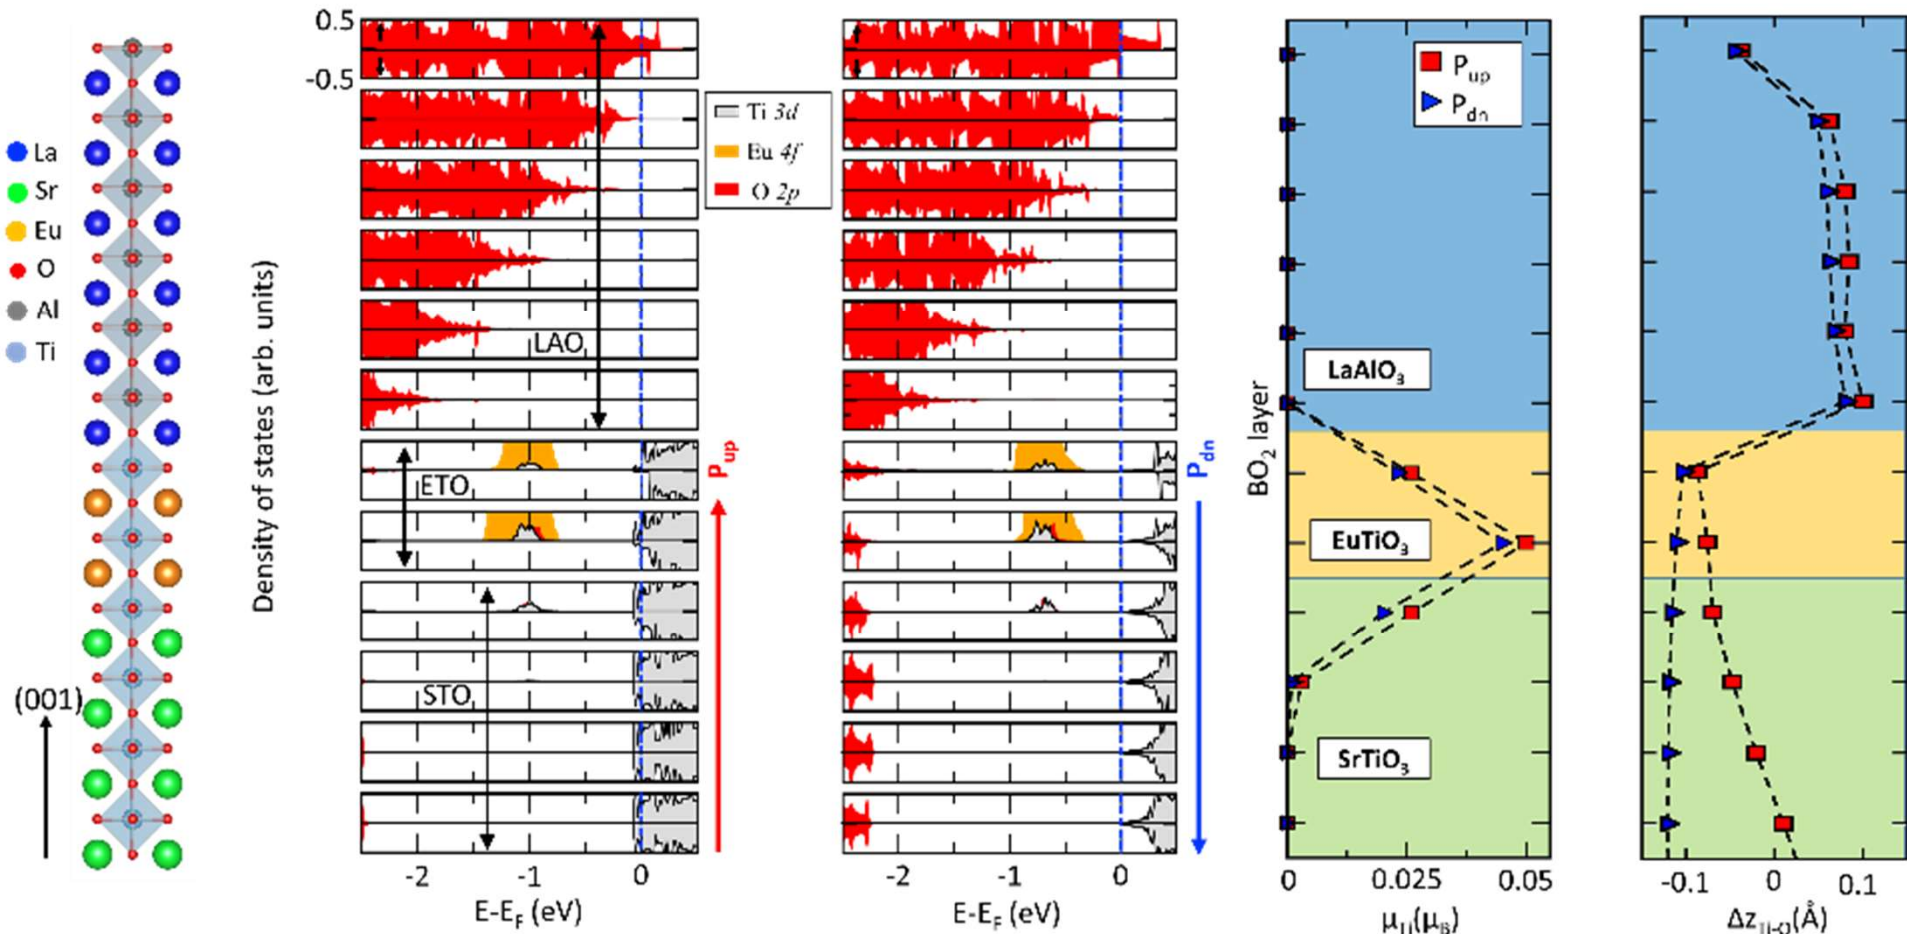 La
Sr
Eu
O
Al
Ti
(001)
Density of states (arb. units)
0.5
-0.5
LAO
ETO
STO
-2
-1
0
E-E_F (eV)
Ti 3d
Eu 4f
O 2p
P_up
-2
-1
0
E-E_F (eV)
P_dn
BO₂ layer
P_up
P_dn
LaAlO₃
EuTiO₃
SrTiO₃
0
0.025
0.05
μ_Ti(μ_B)
-0.1
0
0.1
Δz_Ti-O(Å)